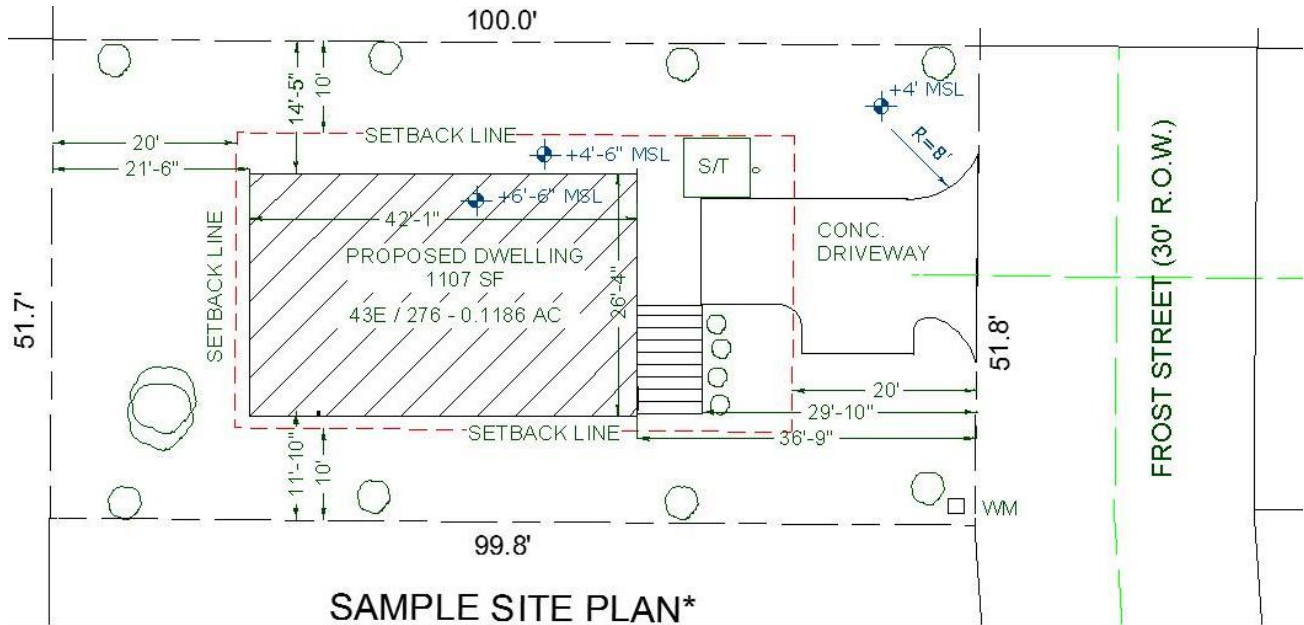 100.0'
14'-5"
10'
+4' MSL
SETBACK LINE
20'
21'-6"
+4'-6" MSL
S/T
R=8'
+6'-6" MSL
42'-1"
CONC.
DRIVEWAY
PROPOSED DWELLING
1107 SF
43E / 276 - 0.1186 AC
26'-4"
SETBACK LINE
51.7'
51.8'
FROST STREET (30' R.O.W.)
20'
29'-10"
SETBACK LINE
36'-9"
11'-10"
10'
WM
99.8'
SAMPLE SITE PLAN*